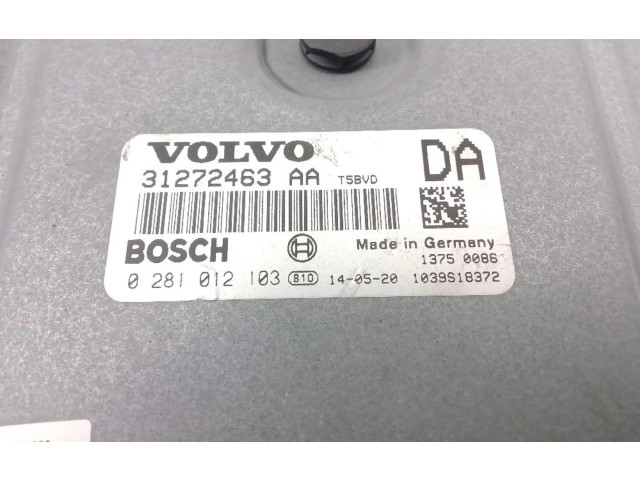 VOLVO DA
31272463 AA T5BVD
BOSCH Made in Germany
1375 0086
0 281 012 103 810 14-05-20 1039S18372